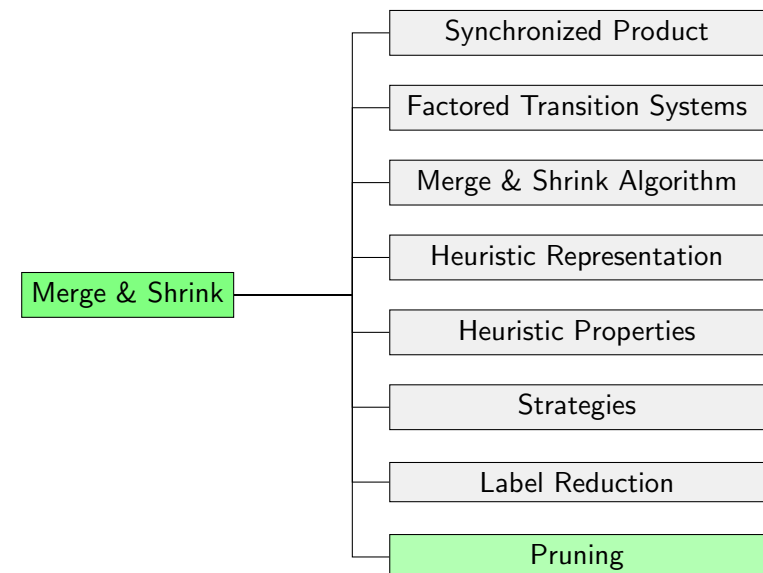 Synchronized Product
Factored Transition Systems
Merge & Shrink Algorithm
Heuristic Representation
Merge & Shrink
Heuristic Properties
Strategies
Label Reduction
Pruning